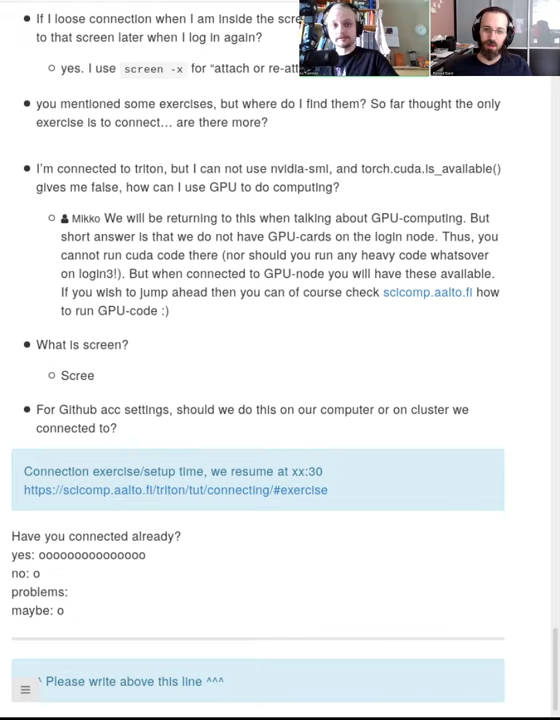 If I loose connection when I am inside the scre
to that screen later when I log in again?
yes. I use screen -x for “attach or re-att
you mentioned some exercises, but where do I find them? So far thought the only
exercise is to connect… are there more?
I’m connected to triton, but I can not use nvidia-smi, and torch.cuda.is_available()
gives me false, how can I use GPU to do computing?
Mikko We will be returning to this when talking about GPU-computing. But
short answer is that we do not have GPU-cards on the login node. Thus, you
cannot run cuda code there (nor should you run any heavy code whatsover
on login3!). But when connected to GPU-node you will have these available.
If you wish to jump ahead then you can of course check scicomp.aalto.fi how
to run GPU-code :)
What is screen?
Scree
For Github acc settings, should we do this on our computer or on cluster we
connected to?
Connection exercise/setup time, we resume at xx:30
https://scicomp.aalto.fi/triton/tut/connecting/#exercise
Have you connected already?
yes: ooooooooooooooo
no: o
problems:
maybe: o
^ Please write above this line ^^^